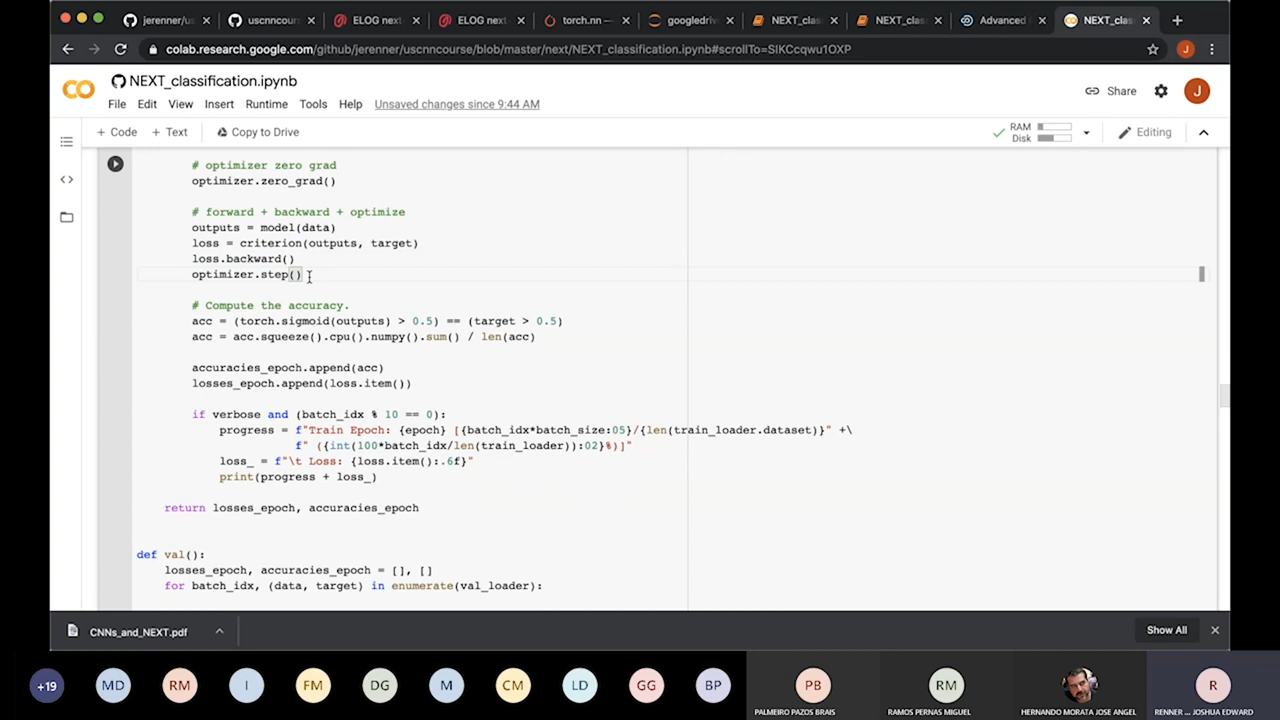 jerenner/us
uscnncour
ELOG next
ELOG next
torch.nn —
googledriv
NEXT_clas
NEXT_clas
Advanced
NEXT_clas
colab.research.google.com/github/jerenner/uscnncourse/blob/master/next/NEXT_classification.ipynb#scrollTo=SIKCcqwu1OXP
J
NEXT_classification.ipynb
File Edit View Insert Runtime Tools Help Unsaved changes since 9:44 AM
Share
J
+ Code + Text Copy to Drive
RAM
Disk
Editing
# optimizer zero grad
optimizer.zero_grad()
# forward + backward + optimize
outputs = model(data)
loss = criterion(outputs, target)
loss.backward()
optimizer.step()
# Compute the accuracy.
acc = (torch.sigmoid(outputs) > 0.5) == (target > 0.5)
acc = acc.squeeze().cpu().numpy().sum() / len(acc)
accuracies_epoch.append(acc)
losses_epoch.append(loss.item())
if verbose and (batch_idx % 10 == 0):
progress = f"Train Epoch: {epoch} [{batch_idx*batch_size:05}/{len(train_loader.dataset)}" +\
f" ({int(100*batch_idx/len(train_loader)):02}%)]"
loss_ = f"\t Loss: {loss.item():.6f}"
print(progress + loss_)
return losses_epoch, accuracies_epoch
def val():
losses_epoch, accuracies_epoch = [], []
for batch_idx, (data, target) in enumerate(val_loader):
CNNs_and_NEXT.pdf
Show All
+19 MD RM I FM DG M CM LD GG BP PB RM R
PALMEIRO PAZOS BRAIS
RAMOS PERNAS MIGUEL
HERNANDO MORATA JOSE ANGEL
RENNER ... JOSHUA EDWARD